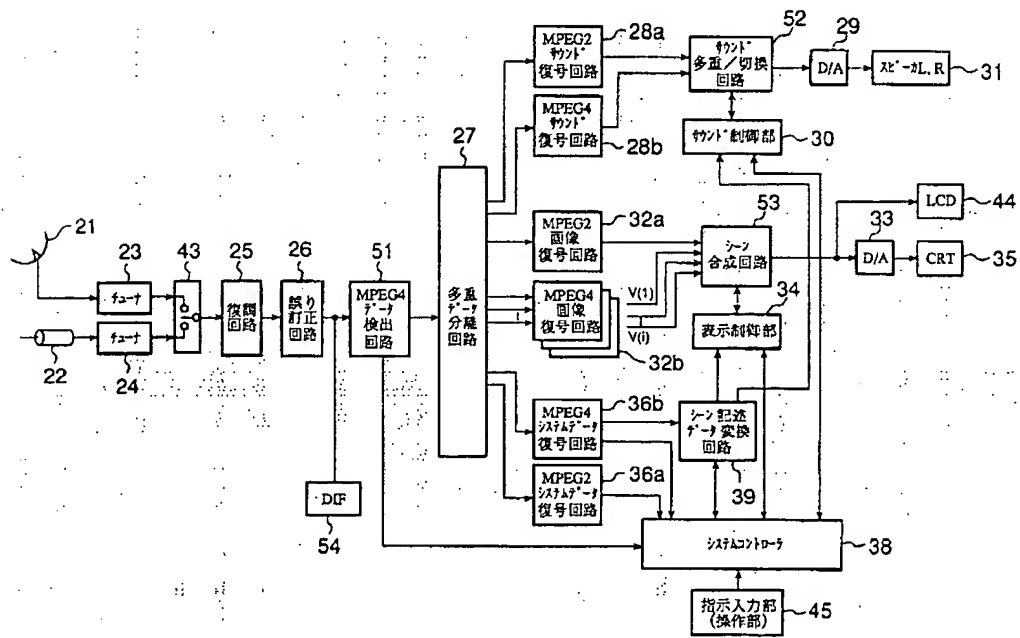 21
22
23
チューナ
チューナ
24
43
25
復調
回路
26
誤り
訂正
回路
DIF
54
51
MPEG4
データ
検出
回路
27
多重
データ
分離
回路
MPEG2
サウンド
復号回路
28a
MPEG4
サウンド
復号回路
28b
52
サウンド
多重/切換
回路
29
D/A
スピーカL,R
31
サウンド制御部
30
MPEG2
画像
復号回路
32a
MPEG4
画像
復号回路
32b
V(1)
V(i)
53
シーン
合成回路
LCD
44
33
D/A
CRT
35
34
表示制御部
MPEG4
システムデータ
復号回路
36b
シーン記述
データ変換
回路
39
MPEG2
システムデータ
復号回路
36a
システムコントローラ
38
指示入力部
(操作部)
45